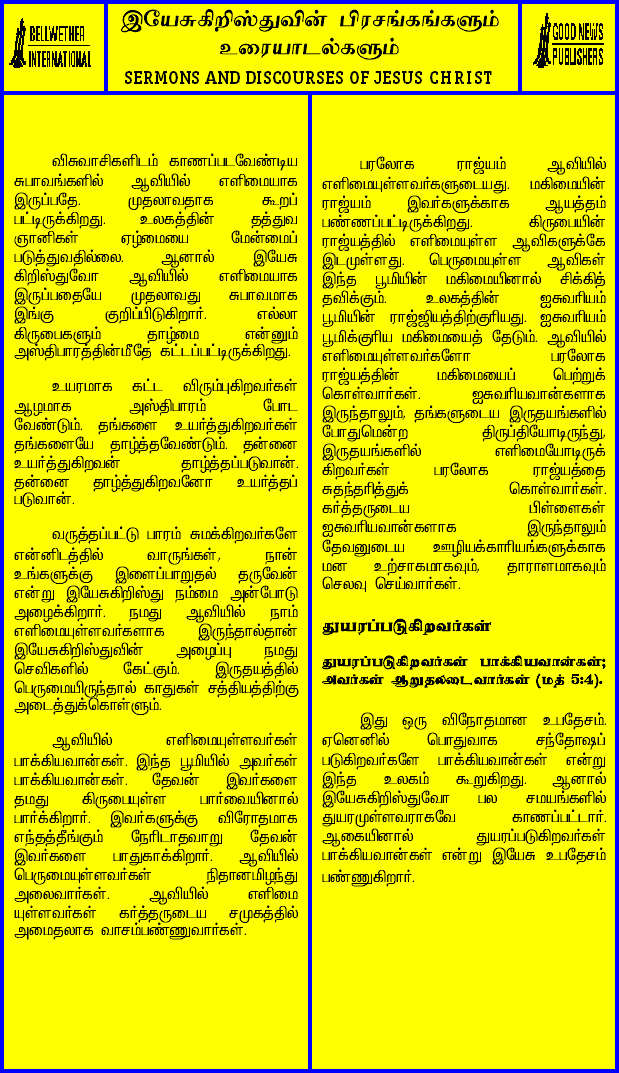 BELLWETHER
INTERNATIONAL
இயேசுகிறிஸ்துவின் பிரசங்கங்களும்
உரையாடல்களும்
SERMONS AND DISCOURSES OF JESUS CHRIST
GOOD NEWS
PUBLISHERS
விசுவாசிகளிடம் காணப்படவேண்டிய
சுபாவங்களில் ஆவியில் எளிமையாக
இருப்பதே. முதலாவதாகக் கூறப்
பட்டிருக்கிறது. உலகத்தின் தத்துவ
ஞானிகள் ஏழ்மையை மேன்மைப்
படுத்துவதில்லை. ஆனால் இயேசு
கிறிஸ்துவோ ஆவியில் எளிமையாக
இருப்பதையே முதலாவது சுபாவமாக
இங்கு குறிப்பிடுகிறார். எல்லா
கிருபைகளும் தாழ்மை என்னும்
அஸ்திபாரத்தின்மீதே கட்டப்பட்டிருக்கிறது.
உயரமாக கட்ட விரும்புகிறவர்கள்
ஆழமாக அஸ்திபாரம் போட
வேண்டும். தங்களை உயர்த்துகிறவர்கள்
தங்களையே தாழ்த்தவேண்டும். தன்னை
உயர்த்துகிறவன் தாழ்த்தப்படுவான்.
தன்னை தாழ்த்துகிறவனோ உயர்த்தப்
படுவான்.
வருத்தப்பட்டு பாரம் சுமக்கிறவர்களே
என்னிடத்தில் வாருங்கள், நான்
உங்களுக்கு இளைப்பாறுதல் தருவேன்
என்று இயேசுகிறிஸ்து நம்மை அன்போடு
அழைக்கிறார். நமது ஆவியில் நாம்
எளிமையுள்ளவர்களாக இருந்தால்தான்
இயேசுகிறிஸ்துவின் அழைப்பு நமது
செவிகளில் கேட்கும். இருதயத்தில்
பெருமையிருந்தால் காதுகள் சத்தியத்திற்கு
அடைத்துக்கொள்ளும்.
ஆவியில் எளிமையுள்ளவர்கள்
பாக்கியவான்கள். இந்த பூமியில் அவர்கள்
பாக்கியவான்கள். தேவன் இவர்களை
தமது கிருபையுள்ள பார்வையினால்
பார்க்கிறார். இவர்களுக்கு விரோதமாக
எந்தத்தீங்கும் நேரிடாதவாறு தேவன்
இவர்களை பாதுகாக்கிறார். ஆவியில்
பெருமையுள்ளவர்கள் நிதானமிழந்து
அலைவார்கள். ஆவியில் எளிமை
யுள்ளவர்கள் கர்த்தருடைய சமுகத்தில்
அமைதலாக வாசம்பண்ணுவார்கள்.
பரலோக ராஜ்யம் ஆவியில்
எளிமையுள்ளவர்களுடையது. மகிமையின்
ராஜ்யம் இவர்களுக்காக ஆயத்தம்
பண்ணப்பட்டிருக்கிறது. கிருபையின்
ராஜ்யத்தில் எளிமையுள்ள ஆவிகளுக்கே
இடமுள்ளது. பெருமையுள்ள ஆவிகள்
இந்த பூமியின் மகிமையினால் சிக்கித்
தவிக்கும். உலகத்தின் ஐசுவரியம்
பூமியின் ராஜ்ஜியத்திற்குரியது. ஐசுவரியம்
பூமிக்குரிய மகிமையைத் தேடும். ஆவியில்
எளிமையுள்ளவர்களோ பரலோக
ராஜ்யத்தின் மகிமையைப் பெற்றுக்
கொள்வார்கள். ஐசுவரியவான்களாக
இருந்தாலும், தங்களுடைய இருதயங்களில்
போதுமென்ற திருப்தியோடிருந்து,
இருதயங்களில் எளிமையோடிருக்
கிறவர்கள் பரலோக ராஜ்யத்தை
சுதந்தரித்துக் கொள்வார்கள்.
கர்த்தருடைய பிள்ளைகள்
ஐசுவரியவான்களாக இருந்தாலும்
தேவனுடைய ஊழியக்காரியங்களுக்காக
மன உற்சாகமாகவும், தாராளமாகவும்
செலவு செய்வார்கள்.
துயரப்படுகிறவர்கள்
துயரப்படுகிறவர்கள் பாக்கியவான்கள்;
அவர்கள் ஆறுதலடைவார்கள் (மத் 5:4).
இது ஒரு விநோதமான உபதேசம்.
ஏனெனில் பொதுவாக சந்தோஷப்
படுகிறவர்களே பாக்கியவான்கள் என்று
இந்த உலகம் கூறுகிறது. ஆனால்
இயேசுகிறிஸ்துவோ பல சமயங்களில்
துயரமுள்ளவராகவே காணப்பட்டார்.
ஆகையினால் துயரப்படுகிறவர்கள்
பாக்கியவான்கள் என்று இயேசு உபதேசம்
பண்ணுகிறார்.